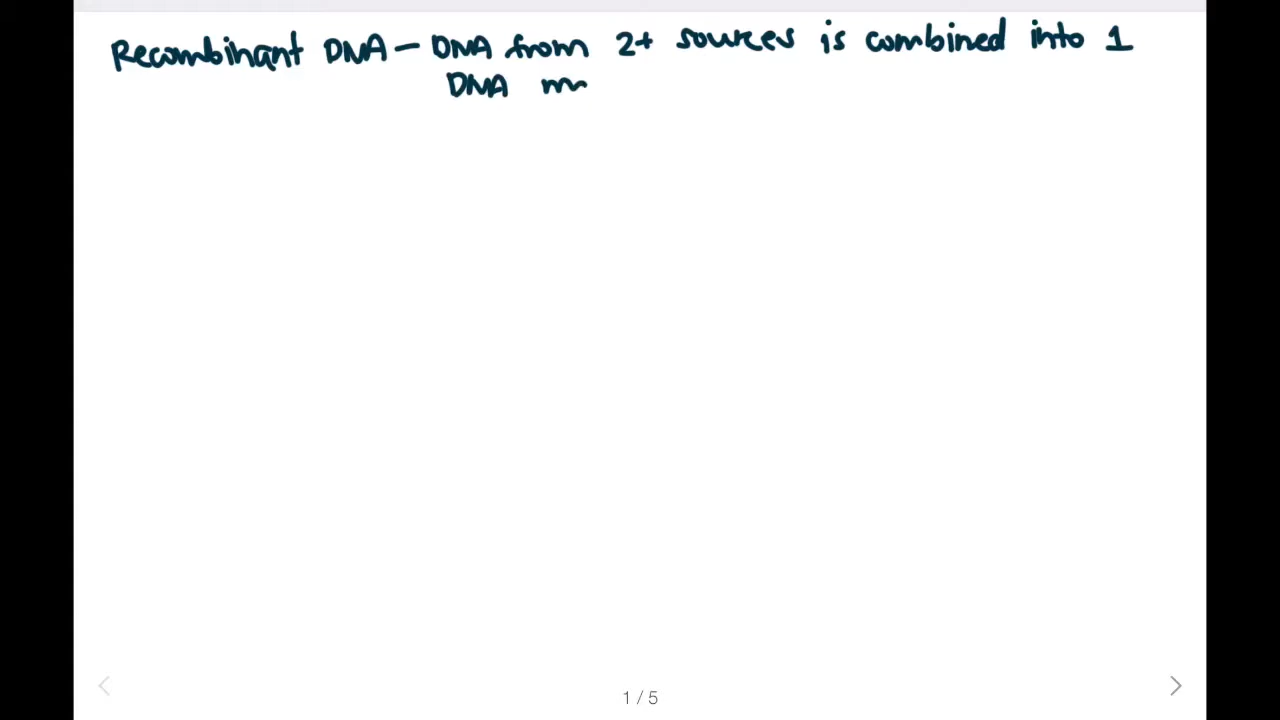 Recombinant DNA – DNA from 2+ sources is combined into 1
DNA m
1 / 5